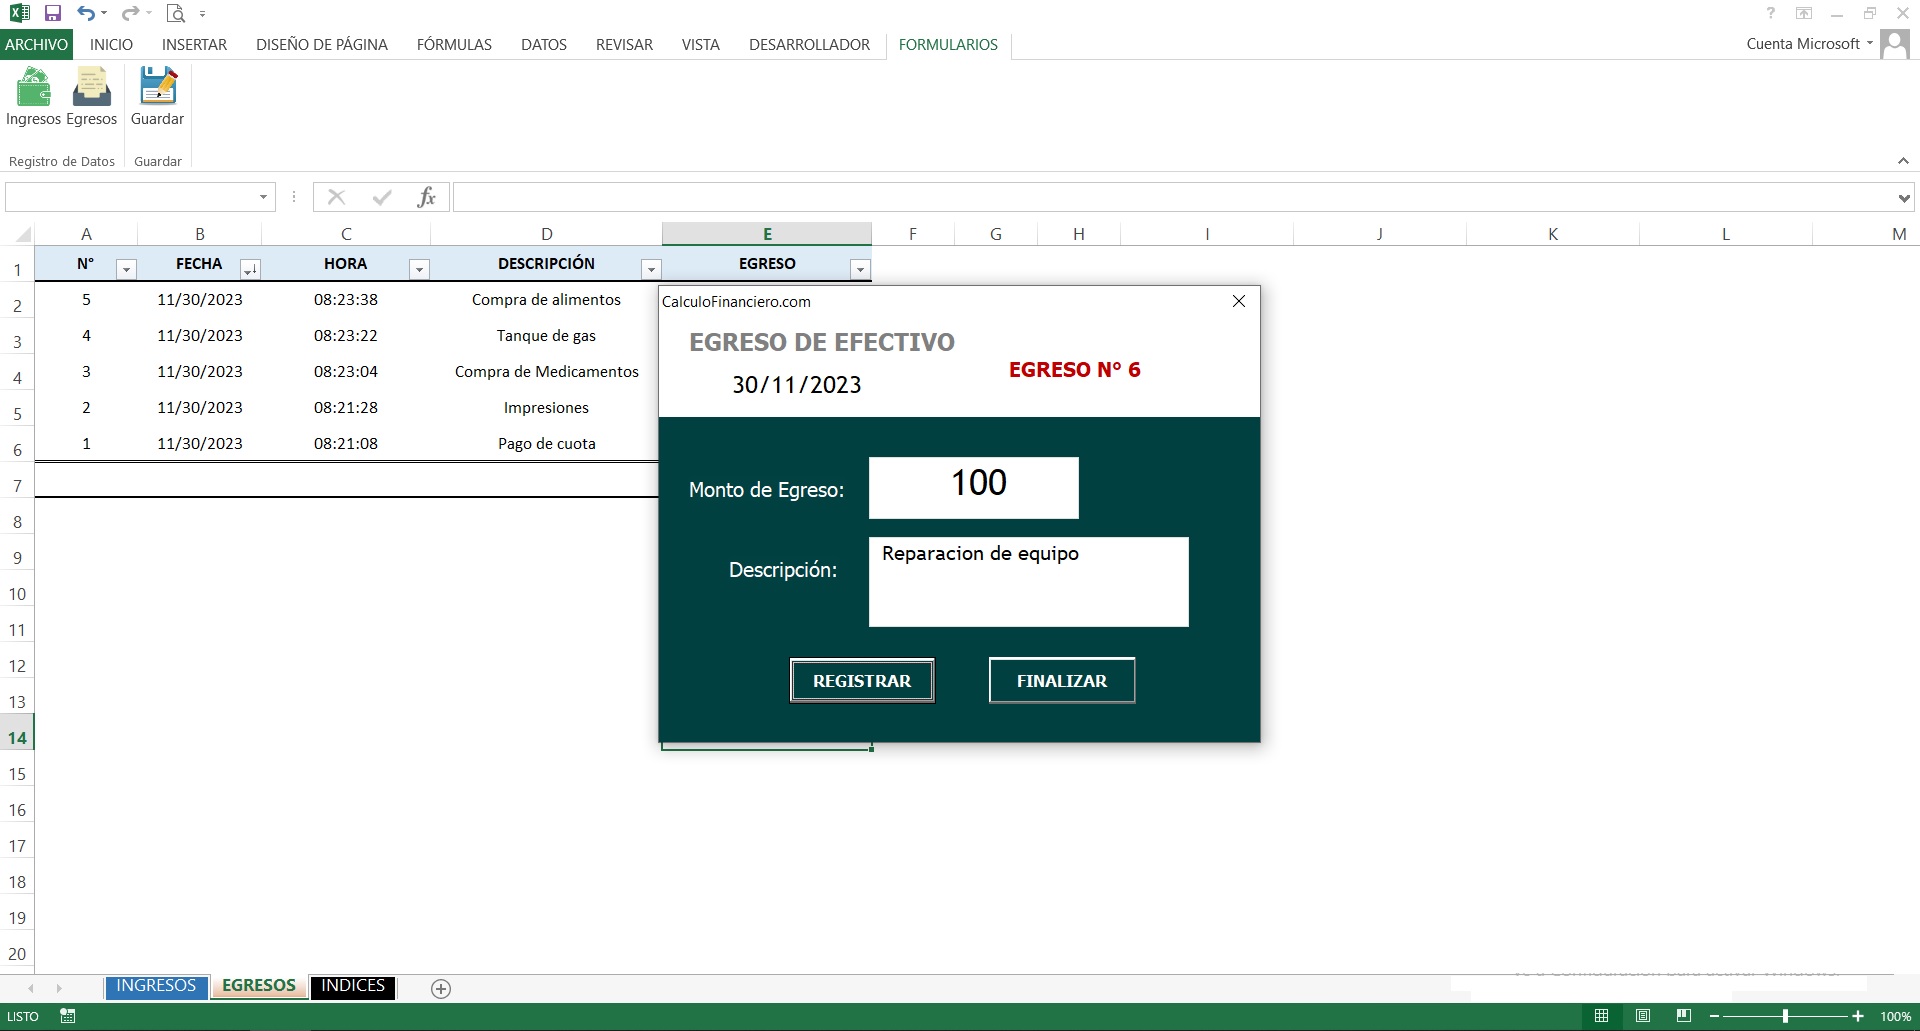 ARCHIVO INICIO INSERTAR DISEÑO DE PÁGINA FÓRMULAS DATOS REVISAR VISTA DESARROLLADOR FORMULARIOS Cuenta Microsoft
Ingresos Egresos Guardar
Registro de Datos Guardar
fx
A B C D E F G H I J K L M
1 N° FECHA HORA DESCRIPCIÓN EGRESO
2 5 11/30/2023 08:23:38 Compra de alimentos
3 4 11/30/2023 08:23:22 Tanque de gas
4 3 11/30/2023 08:23:04 Compra de Medicamentos
5 2 11/30/2023 08:21:28 Impresiones
6 1 11/30/2023 08:21:08 Pago de cuota
7
8
9
10
11
12
13
14
15
16
17
18
19
20
CalculoFinanciero.com
EGRESO DE EFECTIVO
EGRESO N° 6
30/11/2023
Monto de Egreso: 100
Descripción: Reparacion de equipo
REGISTRAR FINALIZAR
INGRESOS EGRESOS INDICES
LISTO 100%